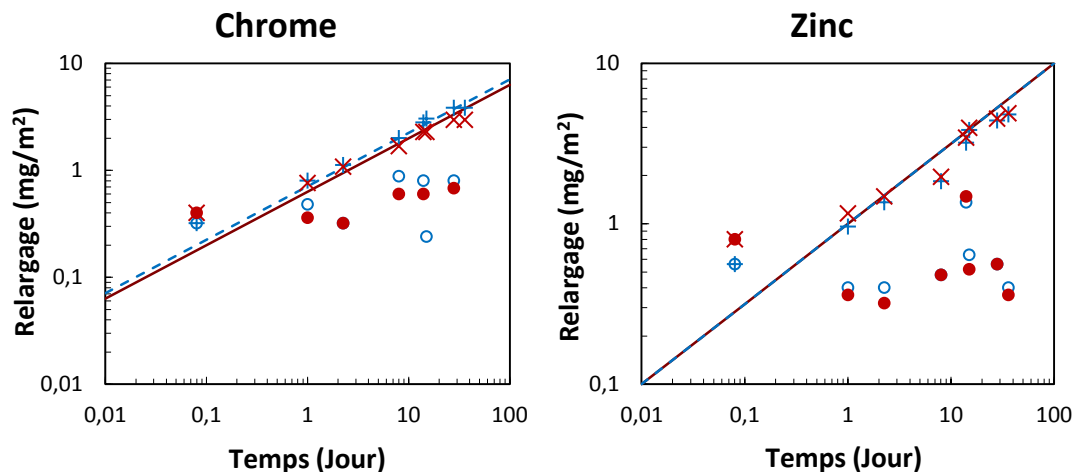 Chrome
Relargage (mg/m²)
10
1
0,1
0,01
0,01 0,1 1 10 100
Temps (Jour)
Zinc
Relargage (mg/m²)
10
1
0,1
0,01 0,1 1 10 100
Temps (Jour)